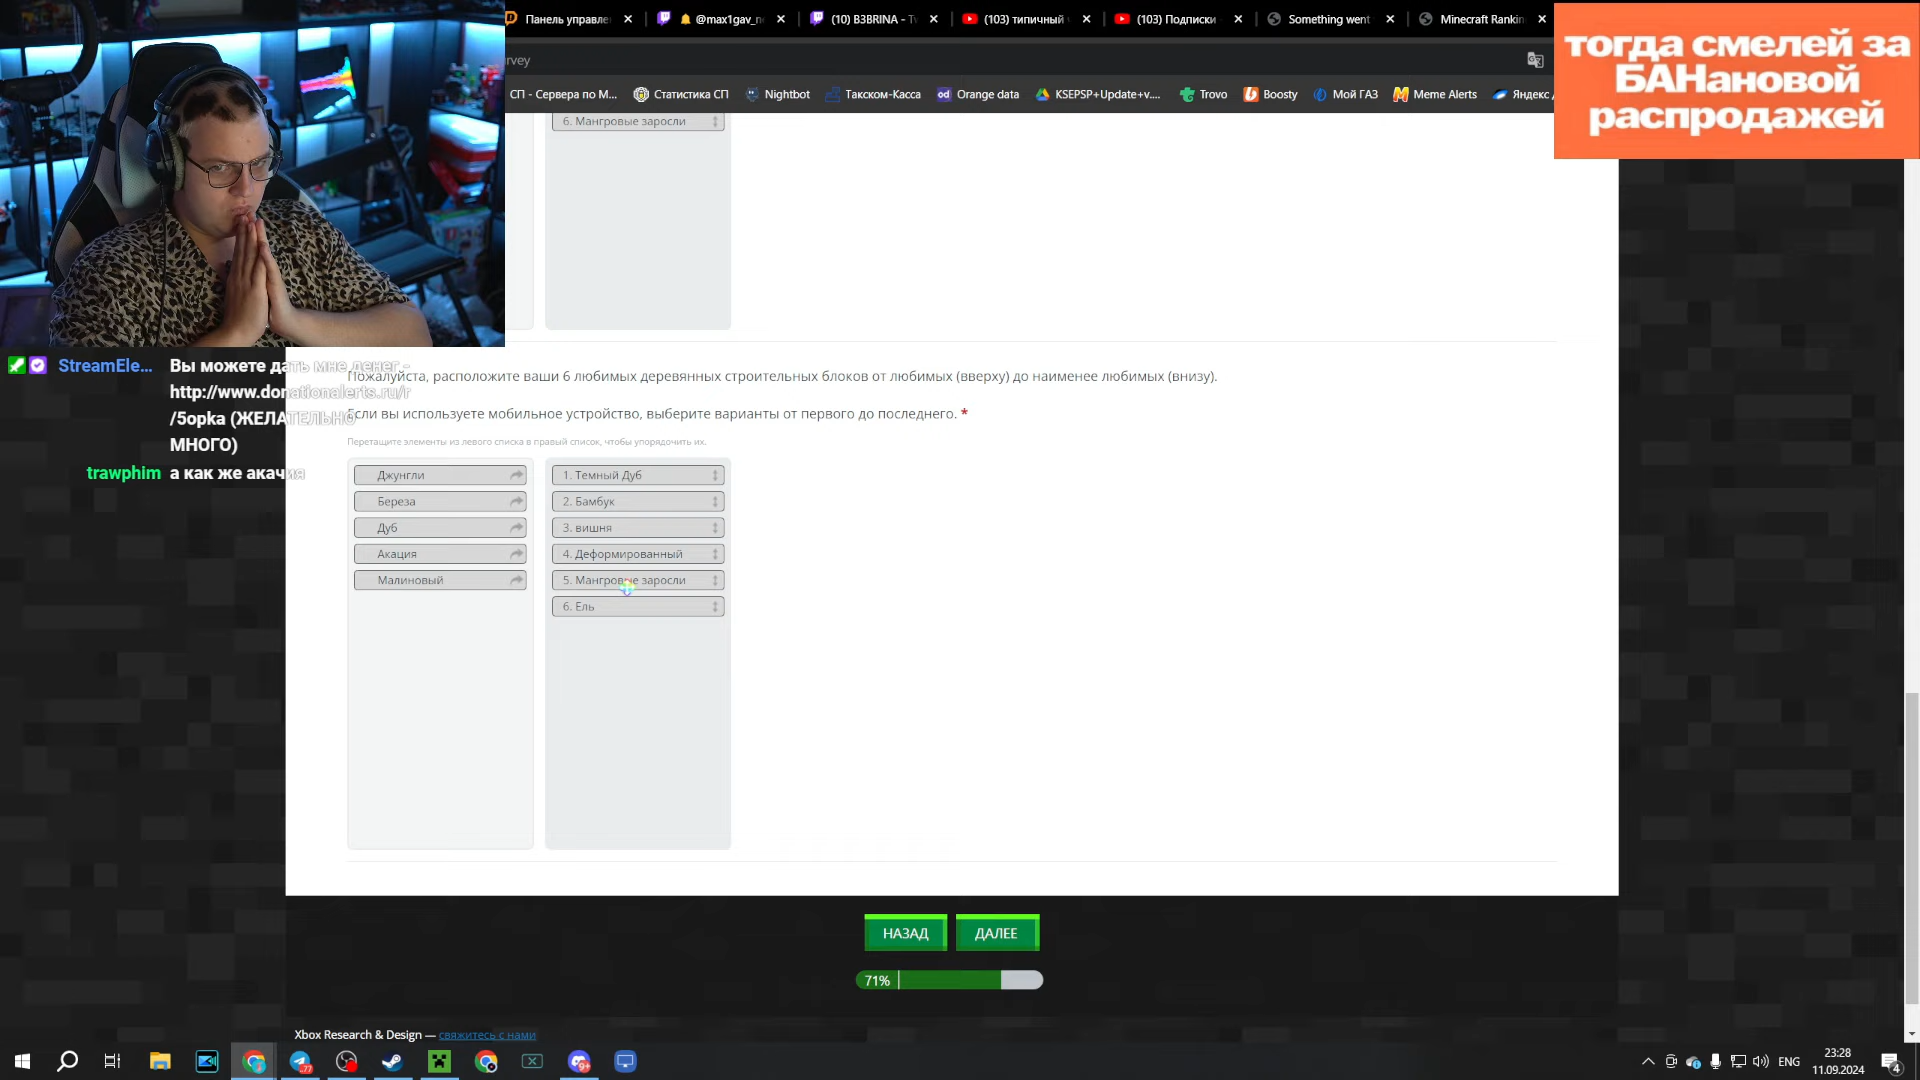 Панель управле
@max1gav_n
(10) B3BRINA - Tw
(103) типичный
(103) Подписки
Something went
Minecraft Rankin
rvey
СП - Сервера по М...
Статистика СП
Nightbot
Такском-Касса
od Orange data
KSEPSP+Update+v....
Trovo
Boosty
Мой ГАЗ
Meme Alerts
Яндекс
тогда смелей за
БАНановой
распродажей
6. Мангровые заросли
StreamEle... Вы можете дать мне денег -
http://www.donationalerts.ru/r
/5opka (ЖЕЛАТЕЛЬНО
МНОГО)
trawphim а как же акачия
Пожалуйста, расположите ваши 6 любимых деревянных строительных блоков от любимых (вверху) до наименее любимых (внизу).
Если вы используете мобильное устройство, выберите варианты от первого до последнего. *
Перетащите элементы из левого списка в правый список, чтобы упорядочить их.
Джунгли
Береза
Дуб
Акация
Малиновый
1. Темный Дуб
2. Бамбук
3. вишня
4. Деформированный
5. Мангровые заросли
6. Ель
НАЗАД
ДАЛЕЕ
71%
Xbox Research & Design — свяжитесь с нами
ENG
23:28
11.09.2024
4